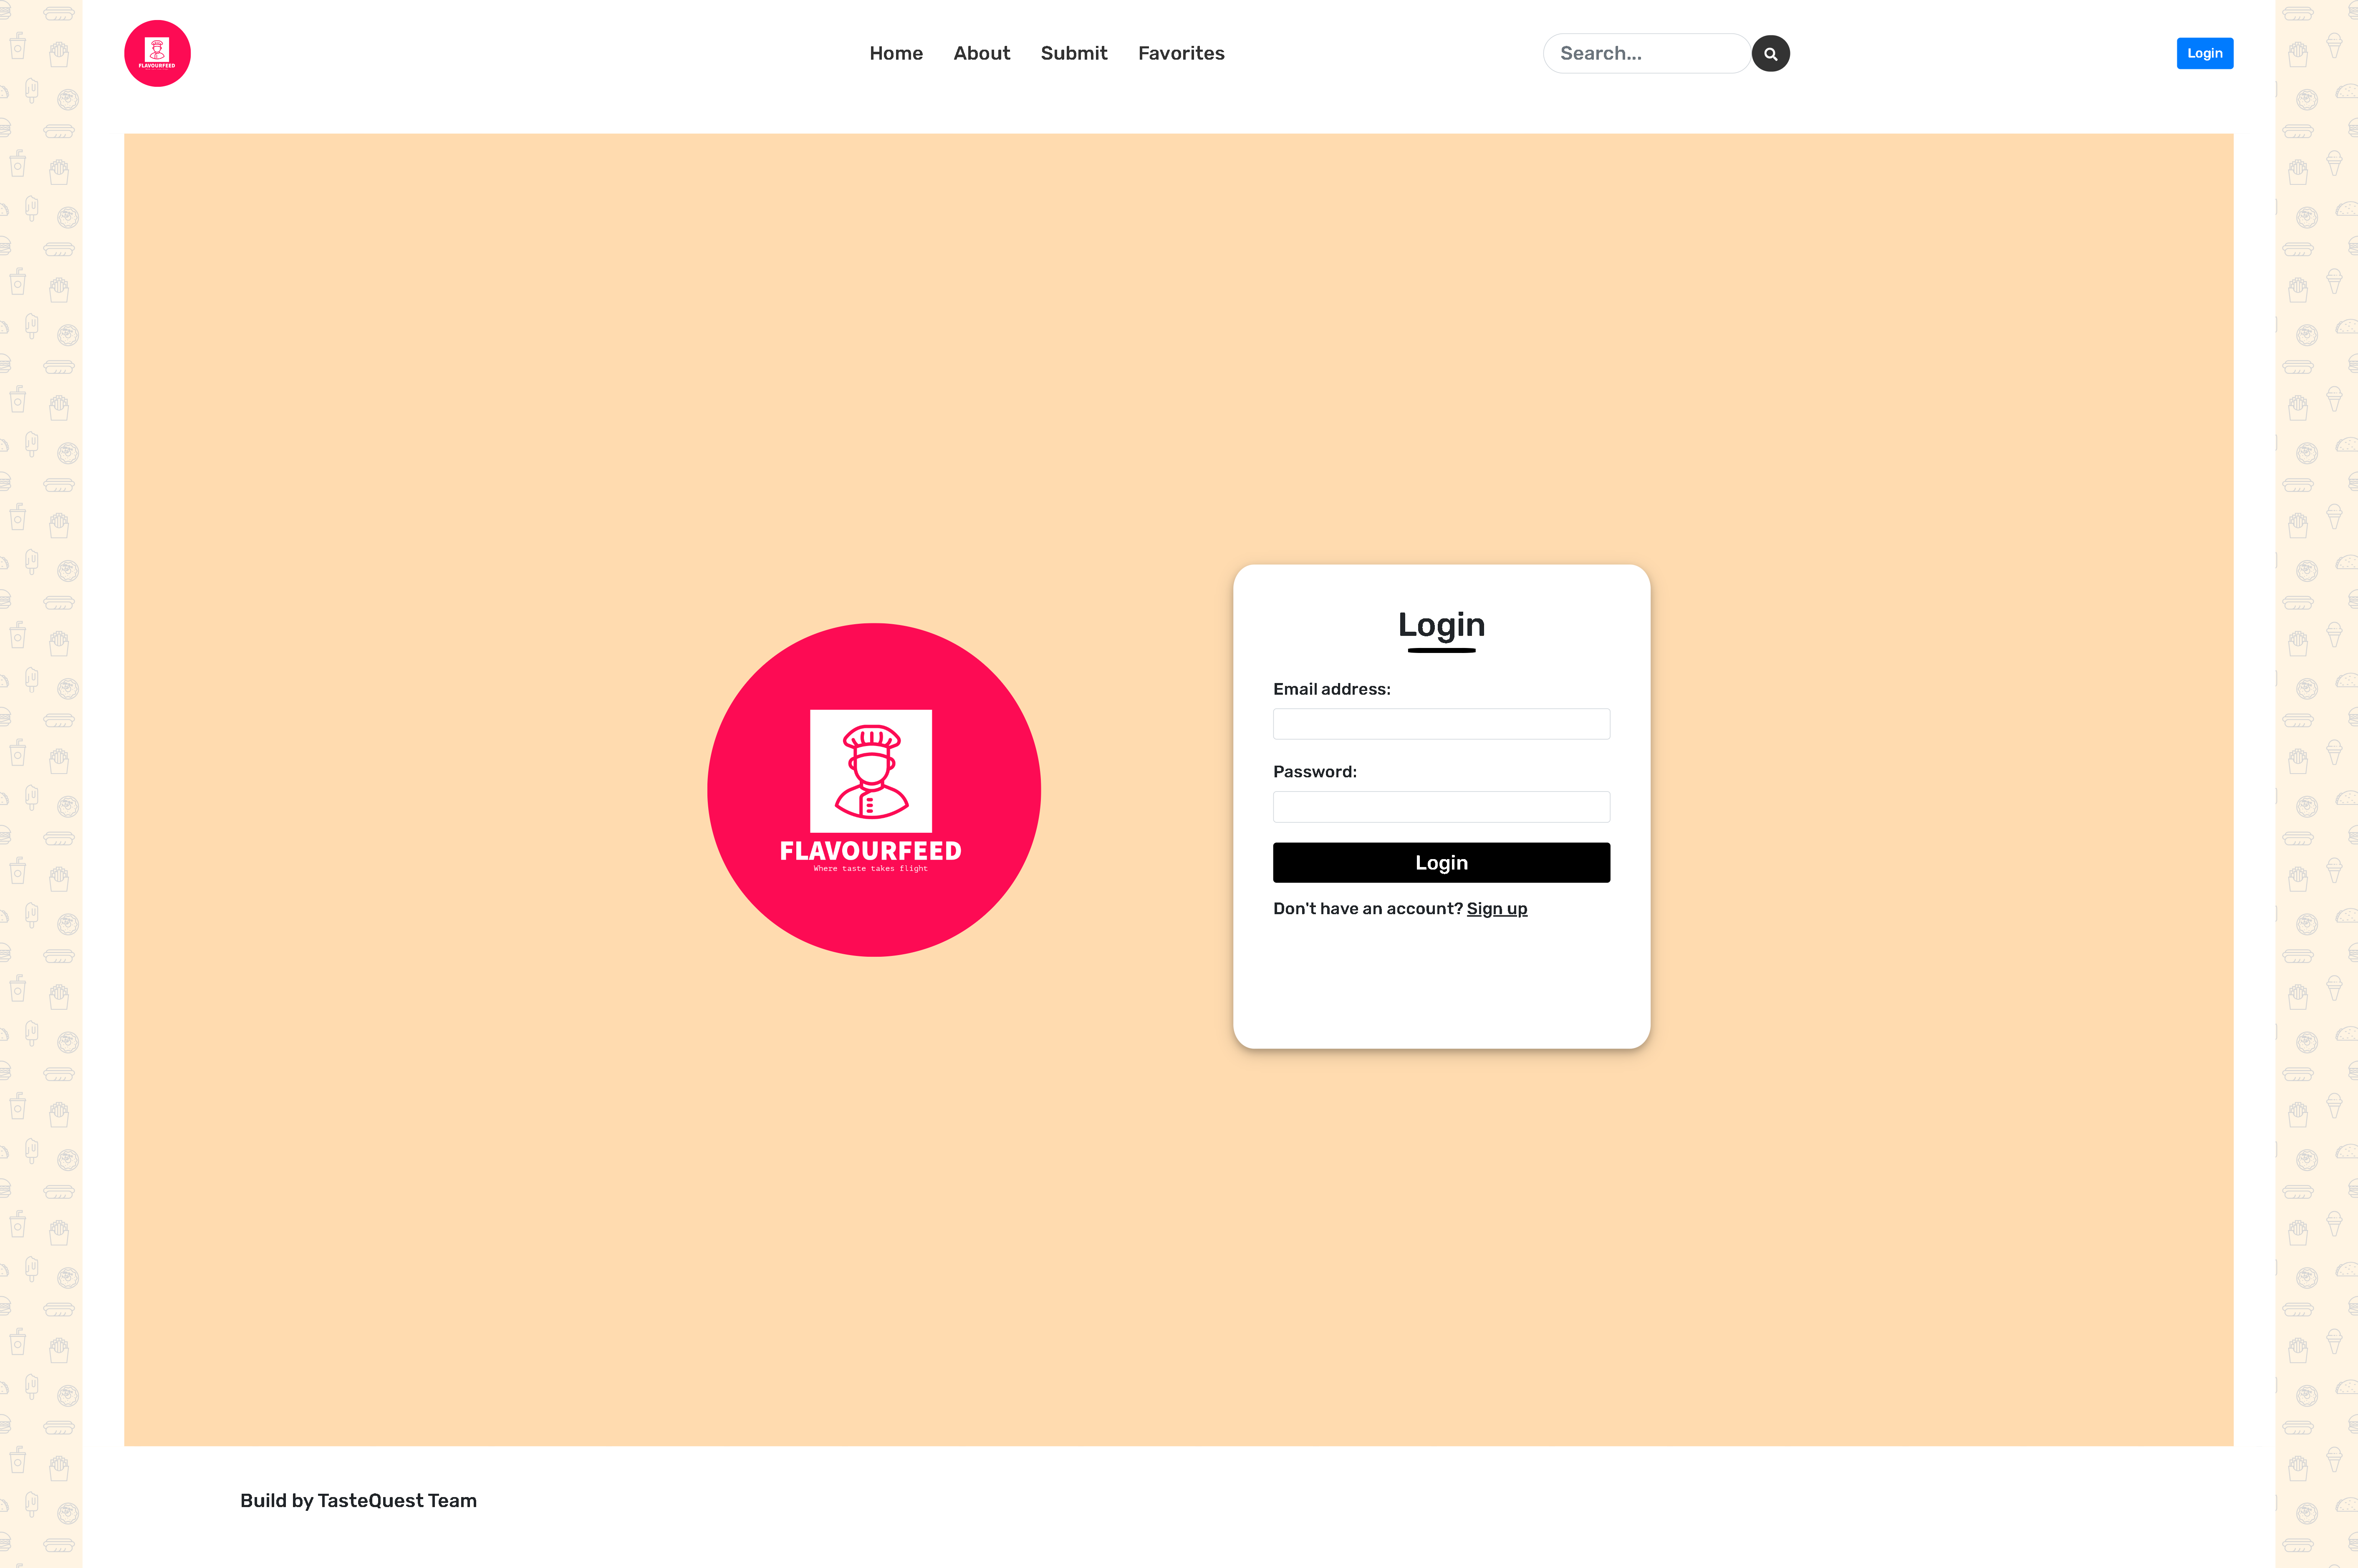 FLAVOURFEED
Home About Submit Favorites
Search...
Login
FLAVOURFEED
Where taste takes flight
Login
Email address:
Password:
Login
Don't have an account? Sign up
Build by TasteQuest Team